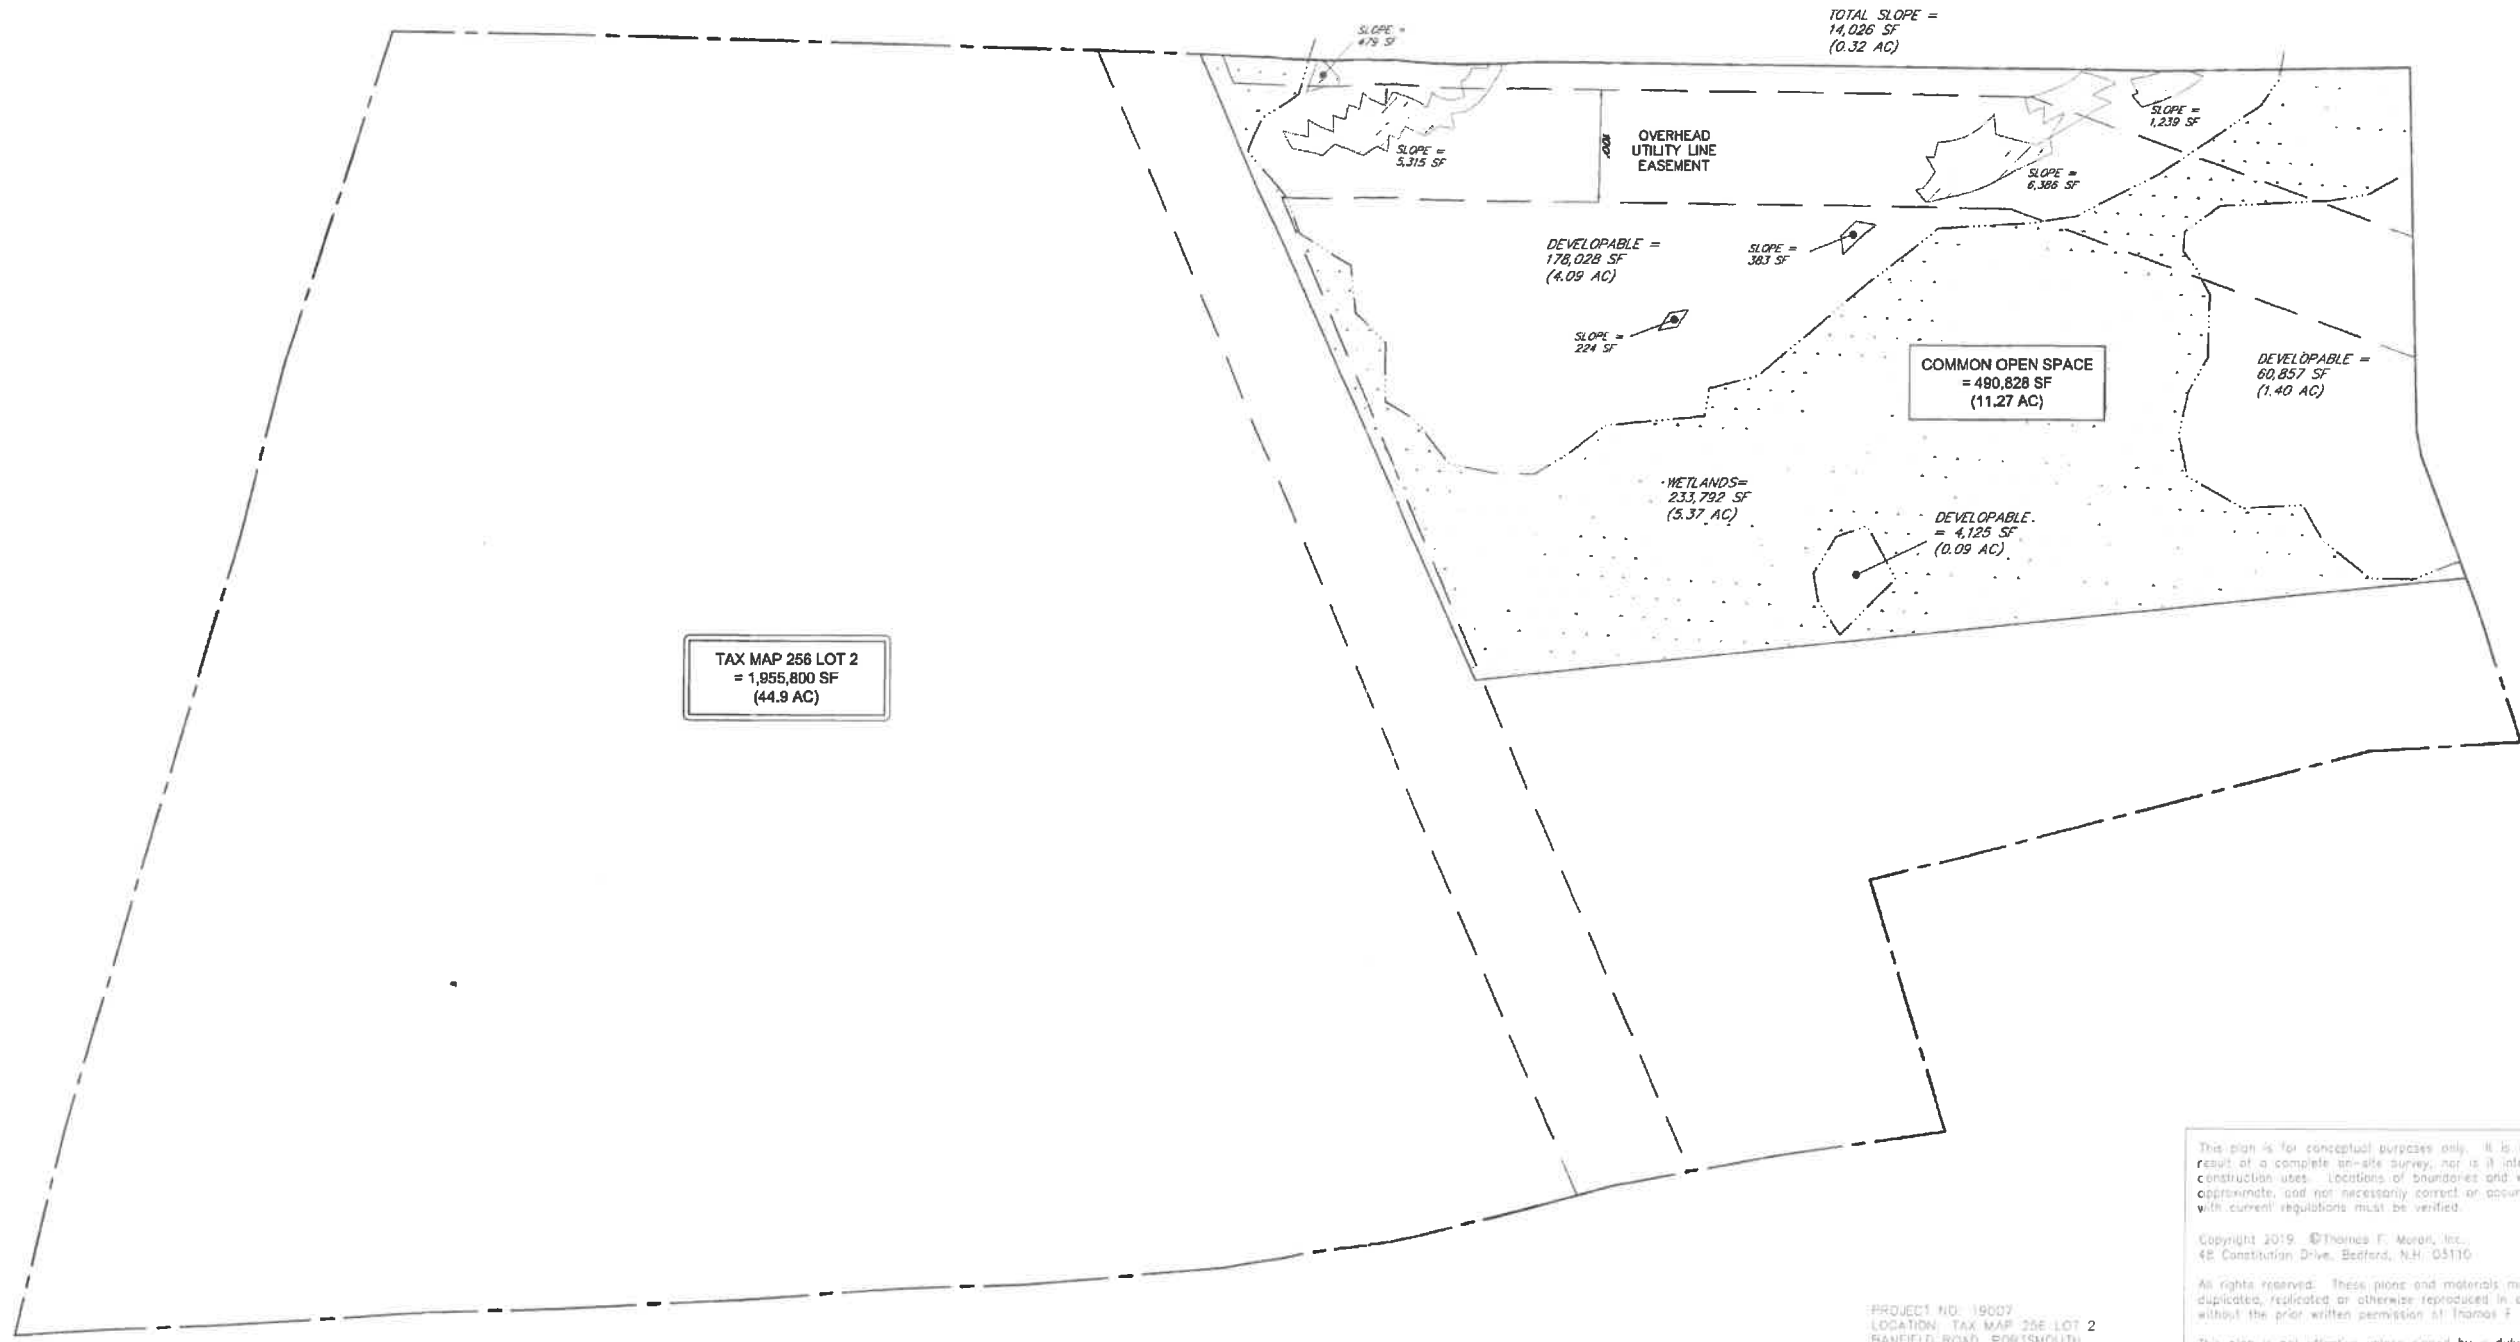 TOTAL SLOPE =
14,026 SF
(0.32 AC)
SLOPE =
479 SF
SLOPE =
5,315 SF
100'
OVERHEAD
UTILITY LINE
EASEMENT
SLOPE =
1,239 SF
SLOPE =
6,386 SF
DEVELOPABLE =
178,028 SF
(4.09 AC)
SLOPE =
383 SF
SLOPE =
224 SF
COMMON OPEN SPACE
= 490,828 SF
(11.27 AC)
DEVELOPABLE =
60,857 SF
(1.40 AC)
WETLANDS=
233,792 SF
(5.37 AC)
DEVELOPABLE
= 4,125 SF
(0.09 AC)
TAX MAP 256 LOT 2
= 1,955,800 SF
(44.9 AC)
This plan is for conceptual purposes only. It is
result of a complete on-site survey, nor is it
construction uses. Locations of boundaries and
approximate, and not necessarily correct or
with current regulations must be verified.
Copyright 2019 ©Thomas F. Moran, Inc.
48 Constitution Drive, Bedford, N.H. 03110
All rights reserved. These plans and materials
duplicated, replicated or otherwise reproduced in
without the prior written permission of Thomas F.
PROJECT NO: 19007
LOCATION: TAX MAP 256 LOT 2
BANFIELD ROAD, PORTSMOUTH